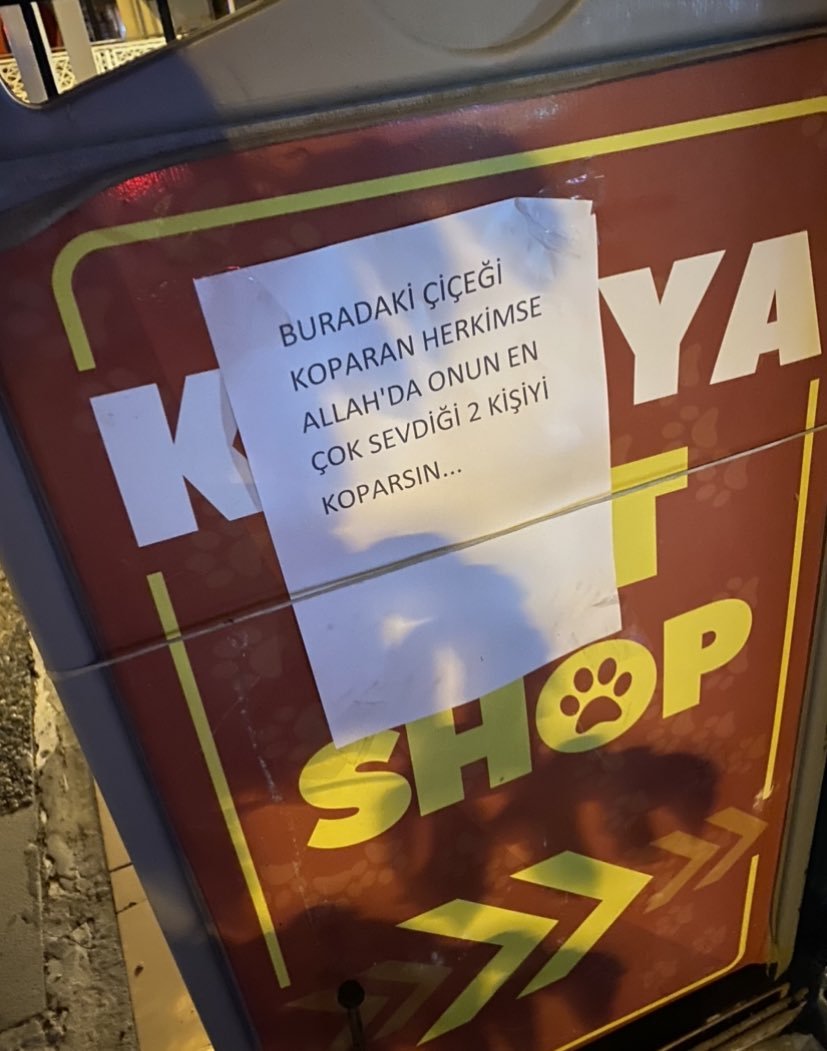 BURADAKİ ÇİÇEĞİ
KOPARAN HERKİMSE
ALLAH'DA ONUN EN
ÇOK SEVDİĞİ 2 KİŞİYİ
KOPARSIN...
SHOP